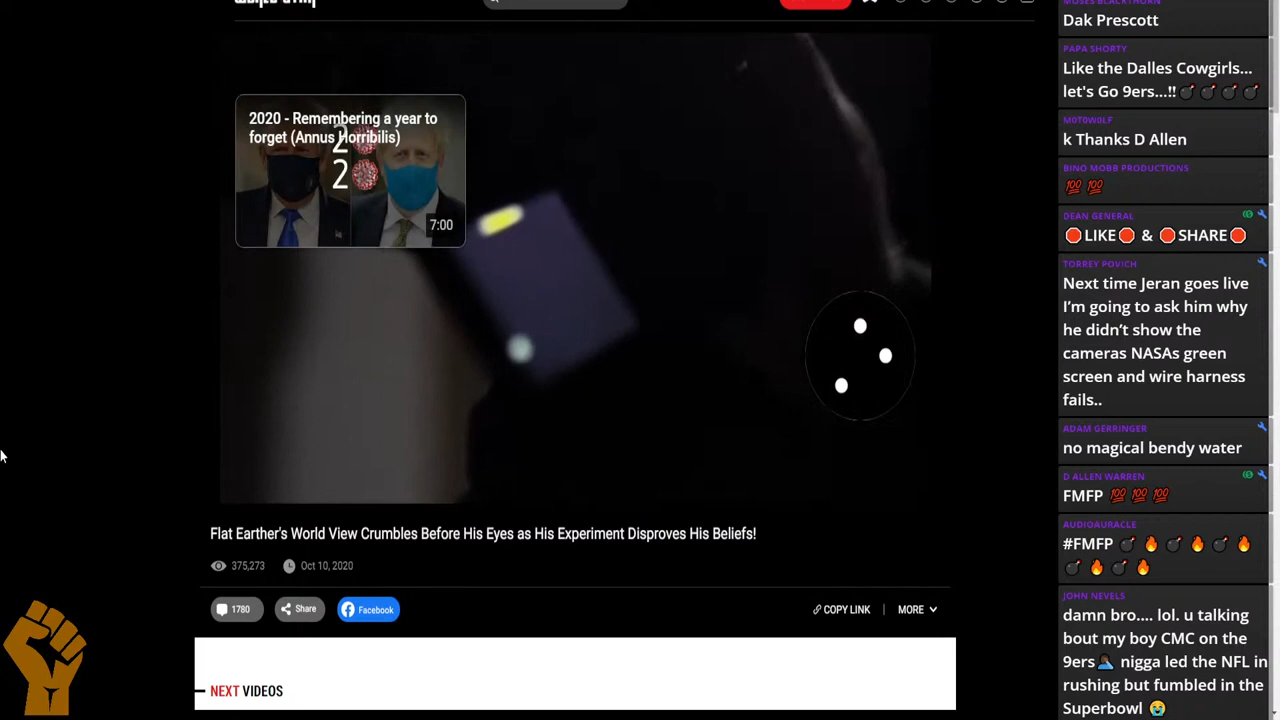 2020 - Remembering a year to
forget (Annus Horribilis)
2
2
7:00
Flat Earther's World View Crumbles Before His Eyes as His Experiment Disproves His Beliefs!
375,273
Oct 10, 2020
1780
Share
Facebook
COPY LINK
MORE
NEXT VIDEOS
MOSES BLACKTHORN
Dak Prescott
PAPA SHORTY
Like the Dalles Cowgirls...
let's Go 9ers...!!💣 💣 💣 💣
M0T0W0LF
k Thanks D Allen
BINO MOBB PRODUCTIONS
💯 💯
DEAN GENERAL
🛑LIKE🛑 & 🛑SHARE🛑
TORREY POVICH
Next time Jeran goes live
I'm going to ask him why
he didn't show the
cameras NASAs green
screen and wire harness
fails..
ADAM GERRINGER
no magical bendy water
D ALLEN WARREN
FMFP 💯 💯 💯
AUDIOAURACLE
#FMFP 💣 🔥 💣 🔥 💣 🔥
💣 🔥 💣 🔥
JOHN NEVELS
damn bro.... lol. u talking
bout my boy CMC on the
9ers🤦🏿 nigga led the NFL in
rushing but fumbled in the
Superbowl 😭